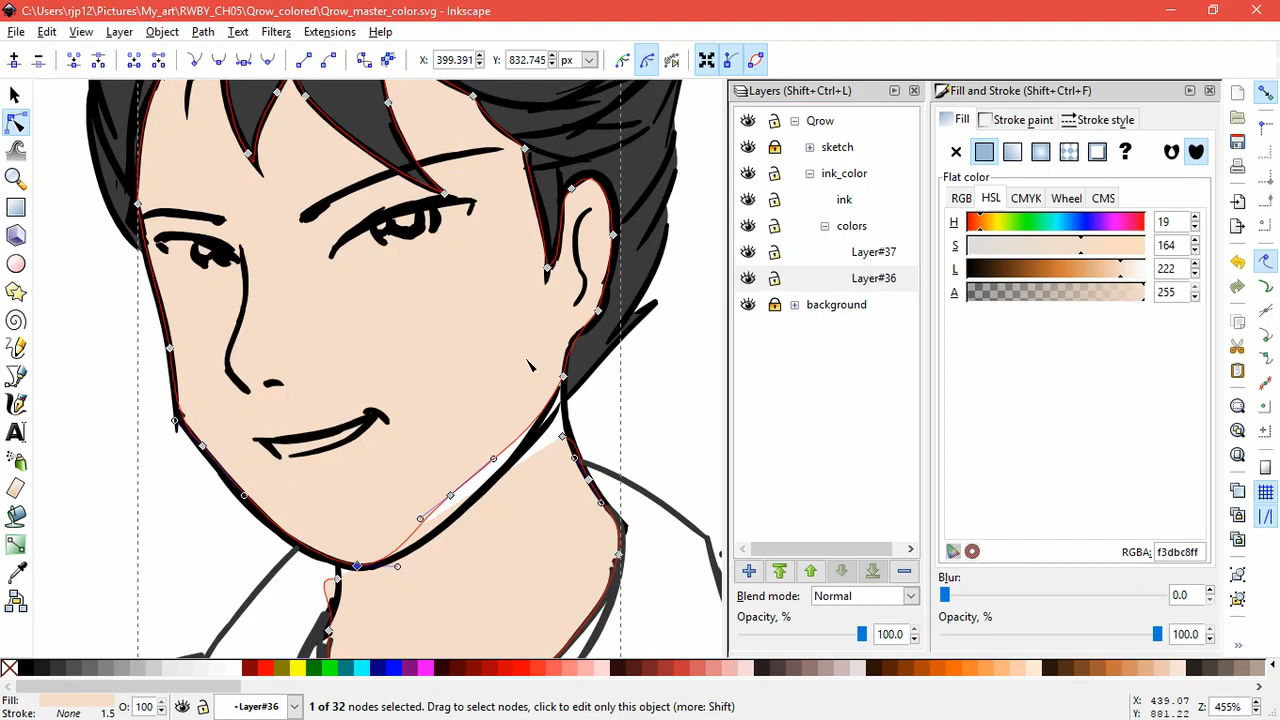 C:\Users\rjp12\Pictures\My_art\RWBY_CH05\Qrow_colored\Qrow_master_color.svg - Inkscape
File Edit View Layer Object Path Text Filters Extensions Help
X: 399.391 Y: 832.745 px
Layers (Shift+Ctrl+L)
Qrow
sketch
ink_color
ink
colors
Layer#37
Layer#36
background
Blend mode: Normal
Opacity, % 100.0
Fill and Stroke (Shift+Ctrl+F)
Fill Stroke paint Stroke style
?
Flat color
RGB HSL CMYK Wheel CMS
H 19
S 164
L 222
A 255
RGBA: f3dbc8ff
Blur:
0.0
Opacity, %
100.0
Fill:
Stroke: None 1.5
O: 100
•Layer#36
1 of 32 nodes selected. Drag to select nodes, click to edit only this object (more: Shift)
X: 439.07
Y: 881.22
Z: 455%